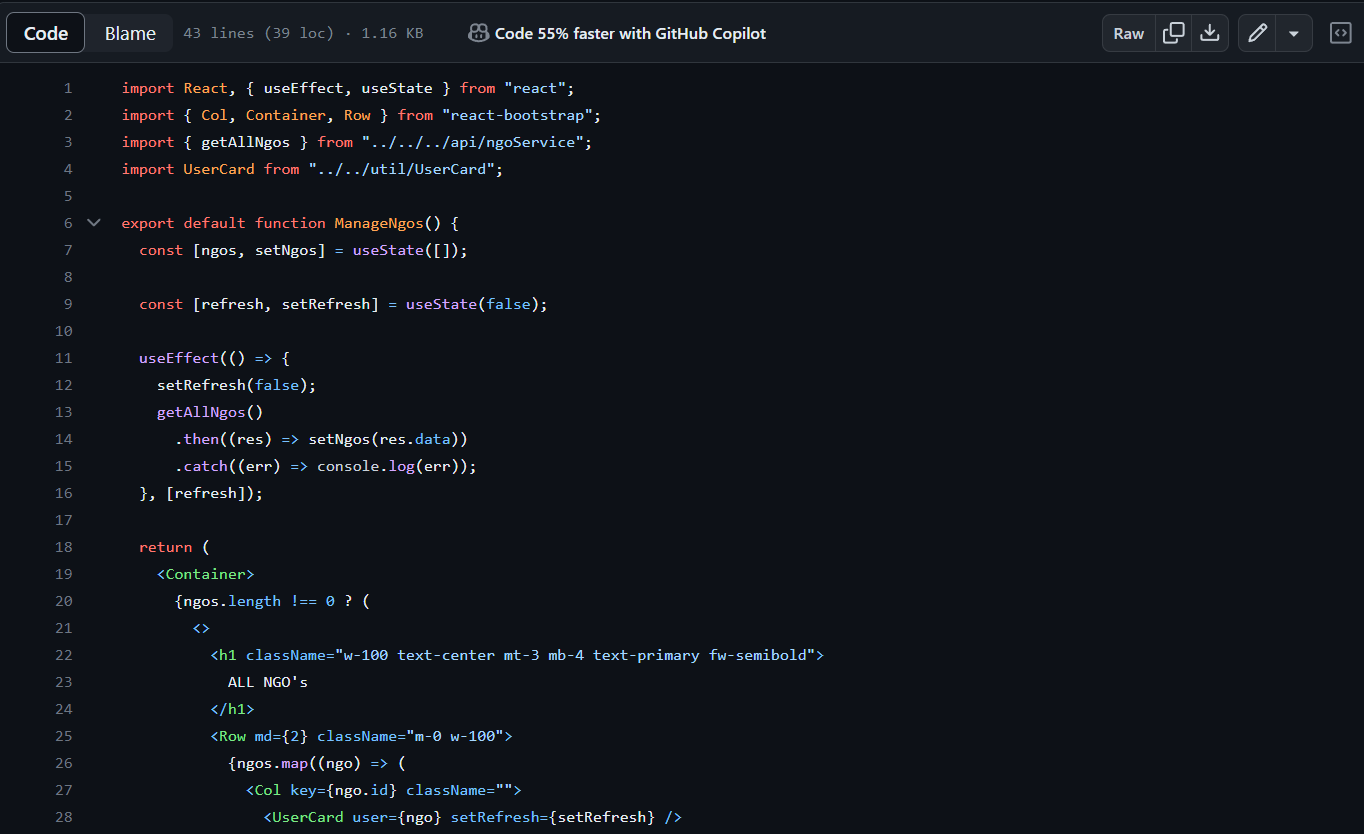 Code Blame 43 lines (39 loc) · 1.16 KB Code 55% faster with GitHub Copilot Raw
1 import React, { useEffect, useState } from "react";
2 import { Col, Container, Row } from "react-bootstrap";
3 import { getAllNgos } from "../../../api/ngoService";
4 import UserCard from "../../util/UserCard";
5
6 export default function ManageNgos() {
7 const [ngos, setNgos] = useState([]);
8
9 const [refresh, setRefresh] = useState(false);
10
11 useEffect(() => {
12 setRefresh(false);
13 getAllNgos()
14 .then((res) => setNgos(res.data))
15 .catch((err) => console.log(err));
16 }, [refresh]);
17
18 return (
19 <Container>
20 {ngos.length !== 0 ? (
21 <>
22 <h1 className="w-100 text-center mt-3 mb-4 text-primary fw-semibold">
23 ALL NGO's
24 </h1>
25 <Row md={2} className="m-0 w-100">
26 {ngos.map((ngo) => (
27 <Col key={ngo.id} className="">
28 <UserCard user={ngo} setRefresh={setRefresh} />